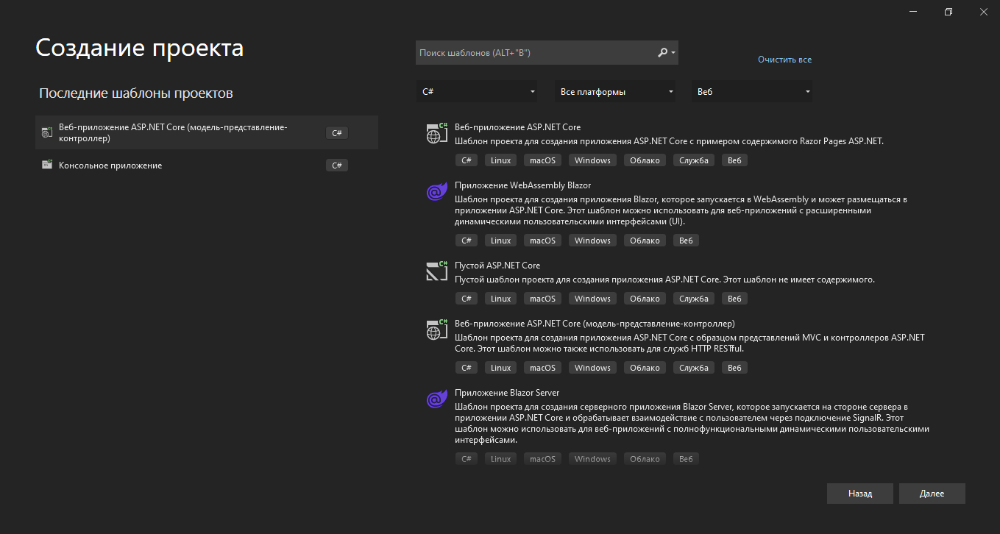 Создание проекта
Последние шаблоны проектов
Веб-приложение ASP.NET Core (модель-представление-
контроллер)
C#
Консольное приложение
C#
Поиск шаблонов (ALT+"В")
Очистить все
C#
Все платформы
Веб
Веб-приложение ASP.NET Core
Шаблон проекта для создания приложения ASP.NET Core с примером содержимого Razor Pages ASP.NET.
C# Linux macOS Windows Облако Служба Веб
Приложение WebAssembly Blazor
Шаблон проекта для создания приложения Blazor, которое запускается в WebAssembly и может размещаться в
приложении ASP.NET Core. Этот шаблон можно использовать для веб-приложений с расширенными
динамическими пользовательскими интерфейсами (UI).
C# Linux macOS Windows Облако Веб
Пустой ASP.NET Core
Пустой шаблон проекта для создания приложения ASP.NET Core. Этот шаблон не имеет содержимого.
C# Linux macOS Windows Облако Служба Веб
Веб-приложение ASP.NET Core (модель-представление-контроллер)
Шаблон проекта для создания приложения ASP.NET Core с образцом представлений MVC и контроллеров ASP.NET
Core. Этот шаблон можно также использовать для служб HTTP RESTful.
C# Linux macOS Windows Облако Служба Веб
Приложение Blazor Server
Шаблон проекта для создания серверного приложения Blazor Server, которое запускается на стороне сервера в
приложении ASP.NET Core и обрабатывает взаимодействие с пользователем через подключение SignalR. Этот
шаблон можно использовать для веб-приложений с полнофункциональными динамическими пользовательскими
интерфейсами.
C# Linux macOS Windows Облако Веб
Назад
Далее